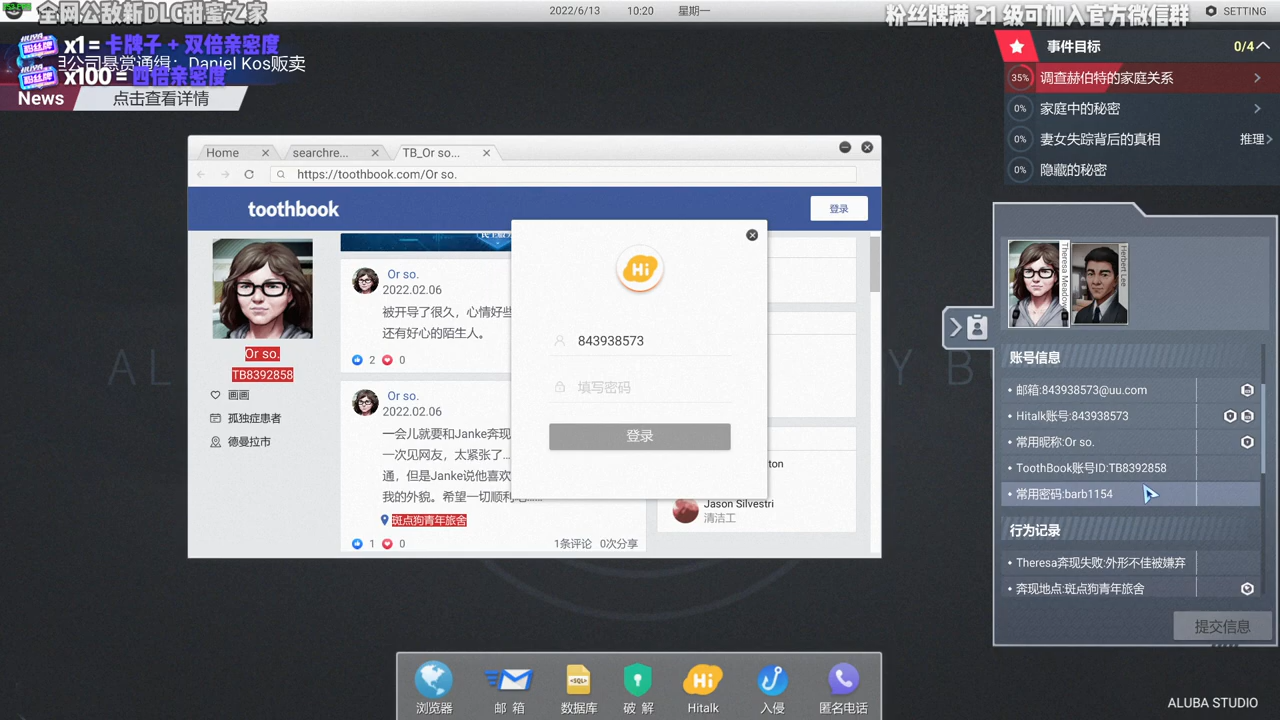 全网公敌新DLC甜蜜之家
2022/6/13 10:20 星期一
粉丝牌满 21 级可加入官方微信群
SETTING
粉丝牌 x1 = 卡牌子 + 双倍亲密度
坦公司悬赏通缉：Daniel Kos贩卖
粉丝牌 x100 = 四倍亲密度
News 点击查看详情
事件目标 0/4
35% 调查赫伯特的家庭关系
0% 家庭中的秘密
0% 妻女失踪背后的真相 推理
0% 隐藏的秘密
Home searchre... TB_Or so...
https://toothbook.com/Or so.
toothbook 登录
Or so.
TB8392858
画画
孤独症患者
德曼拉市
Or so.
2022.02.06
被开导了很久，心情好些
还有好心的陌生人。
2 0
Or so.
2022.02.06
一会儿就要和Janke奔现
一次见网友，太紧张了...
通，但是Janke说他喜欢
我的外貌。希望一切顺利
斑点狗青年旅舍
1 0 1条评论 0次分享
Hi
843938573
填写密码
登录
ton
Jason Silvestri
清洁工
Theresa Meadow
Herbert Lee
账号信息
• 邮箱:843938573@uu.com
• Hitalk账号:843938573
• 常用昵称:Or so.
• ToothBook账号ID:TB8392858
• 常用密码:barb1154
行为记录
• Theresa奔现失败:外形不佳被嫌弃
• 奔现地点:斑点狗青年旅舍
提交信息
<SQL> Hi
浏览器 邮 箱 数据库 破 解 Hitalk 入侵 匿名电话
ALUBA STUDIO